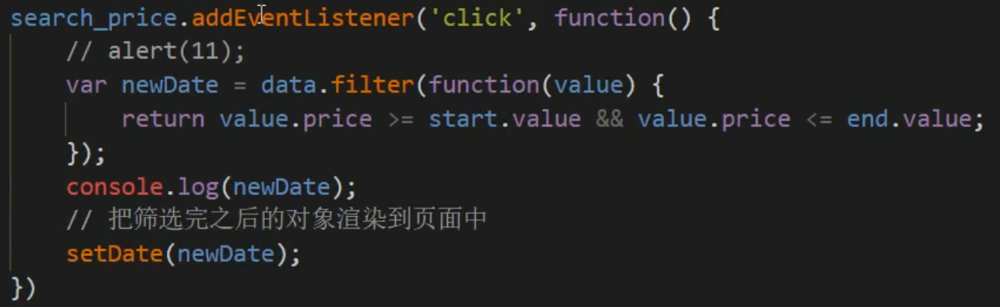 search_price.addEventListener('click', function() {
// alert(11);
var newDate = data.filter(function(value) {
return value.price >= start.value && value.price <= end.value;
});
console.log(newDate);
// 把筛选完之后的对象渲染到页面中
setDate(newDate);
})